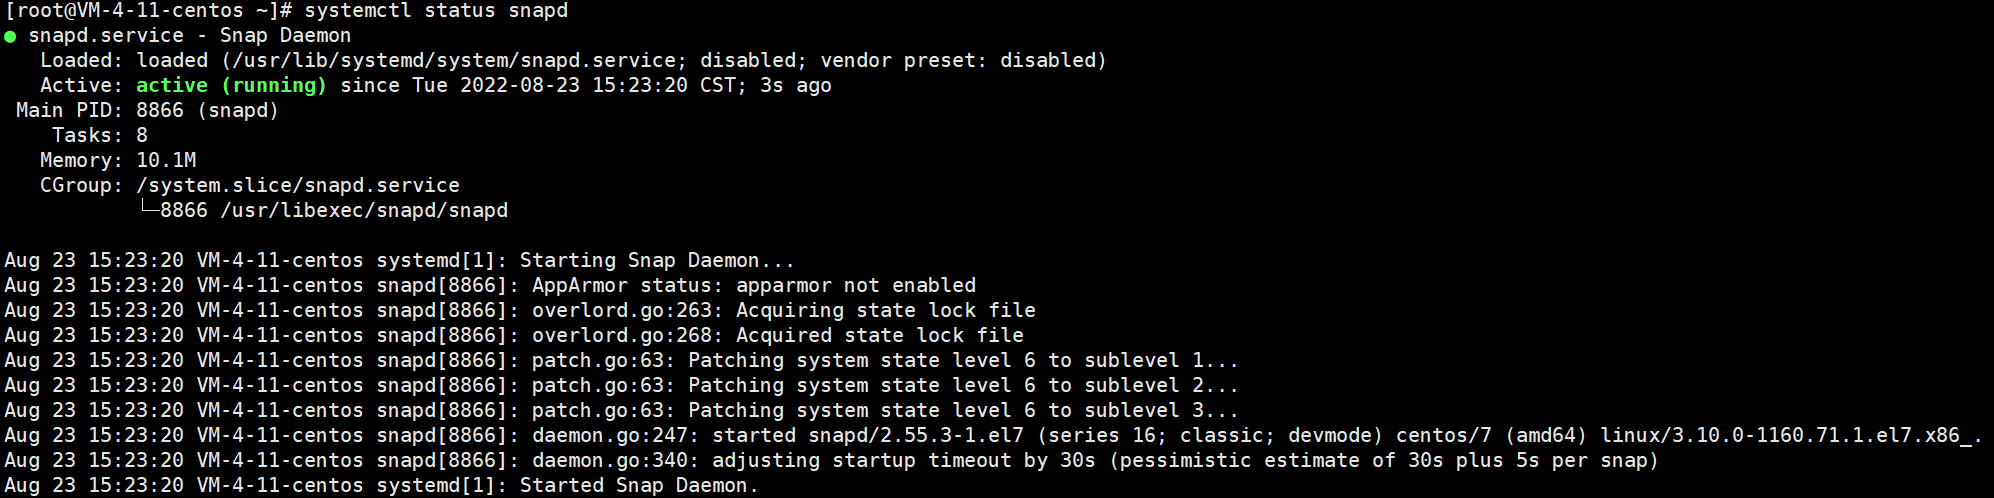 [root@VM-4-11-centos ~]# systemctl status snapd
● snapd.service - Snap Daemon
   Loaded: loaded (/usr/lib/systemd/system/snapd.service; disabled; vendor preset: disabled)
   Active: active (running) since Tue 2022-08-23 15:23:20 CST; 3s ago
 Main PID: 8866 (snapd)
    Tasks: 8
   Memory: 10.1M
   CGroup: /system.slice/snapd.service
           └─8866 /usr/libexec/snapd/snapd

Aug 23 15:23:20 VM-4-11-centos systemd[1]: Starting Snap Daemon...
Aug 23 15:23:20 VM-4-11-centos snapd[8866]: AppArmor status: apparmor not enabled
Aug 23 15:23:20 VM-4-11-centos snapd[8866]: overlord.go:263: Acquiring state lock file
Aug 23 15:23:20 VM-4-11-centos snapd[8866]: overlord.go:268: Acquired state lock file
Aug 23 15:23:20 VM-4-11-centos snapd[8866]: patch.go:63: Patching system state level 6 to sublevel 1...
Aug 23 15:23:20 VM-4-11-centos snapd[8866]: patch.go:63: Patching system state level 6 to sublevel 2...
Aug 23 15:23:20 VM-4-11-centos snapd[8866]: patch.go:63: Patching system state level 6 to sublevel 3...
Aug 23 15:23:20 VM-4-11-centos snapd[8866]: daemon.go:247: started snapd/2.55.3-1.el7 (series 16; classic; devmode) centos/7 (amd64) linux/3.10.0-1160.71.1.el7.x86_.
Aug 23 15:23:20 VM-4-11-centos snapd[8866]: daemon.go:340: adjusting startup timeout by 30s (pessimistic estimate of 30s plus 5s per snap)
Aug 23 15:23:20 VM-4-11-centos systemd[1]: Started Snap Daemon.